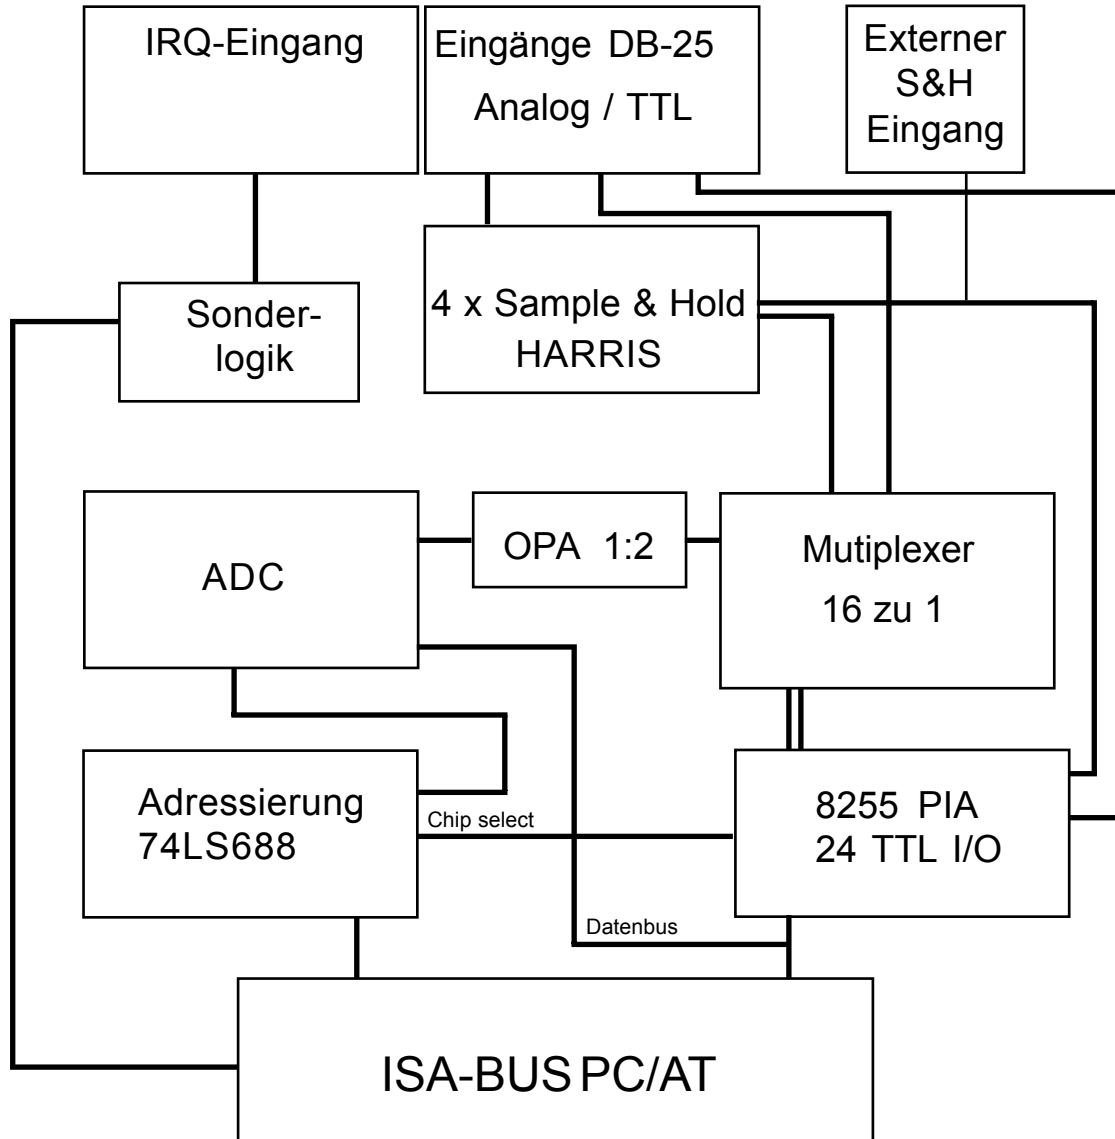 IRQ-Eingang
Eingänge DB-25
Analog / TTL
Externer
S&H
Eingang
Sonder-
logik
4 x Sample & Hold
HARRIS
ADC
OPA 1:2
Mutiplexer
16 zu 1
Adressierung
74LS688
Chip select
8255 PIA
24 TTL I/O
Datenbus
ISA-BUS PC/AT